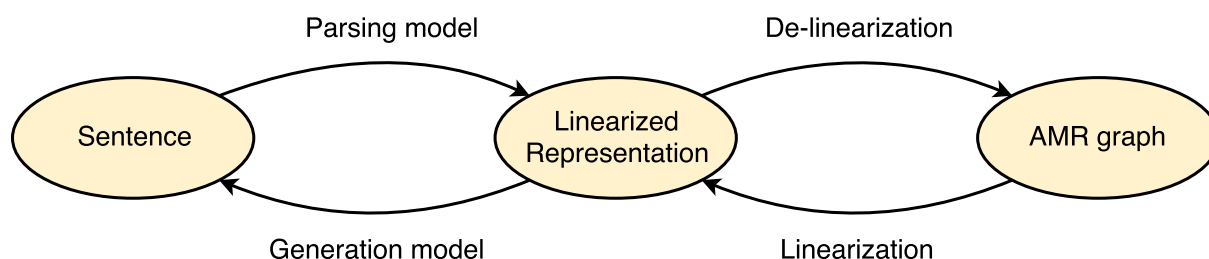 Parsing model
De-linearization
Sentence
Linearized
Representation
AMR graph
Generation model
Linearization